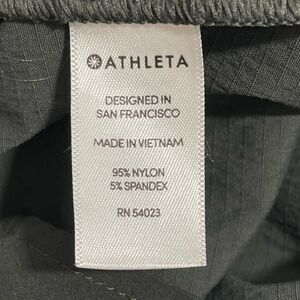 ATHLETA
DESIGNED IN
SAN FRANCISCO
MADE IN VIETNAM
95% NYLON
5% SPANDEX
RN 54023